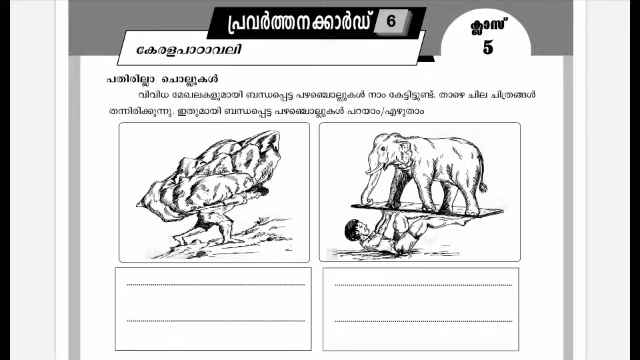 പ്രവർത്തനക്കാർഡ് 6
ക്ലാസ്
5
കേരളപാഠാവലി
പതിരില്ലാ ചൊല്ലുകൾ
വിവിധ മേഖലകളുമായി ബന്ധപ്പെട്ട പഴഞ്ചൊല്ലുകൾ നാം കേട്ടിട്ടുണ്ട്. താഴെ ചില ചിത്രങ്ങൾ
തന്നിരിക്കുന്നു. ഇതുമായി ബന്ധപ്പെട്ട പഴഞ്ചൊല്ലുകൾ പറയാം/എഴുതാം